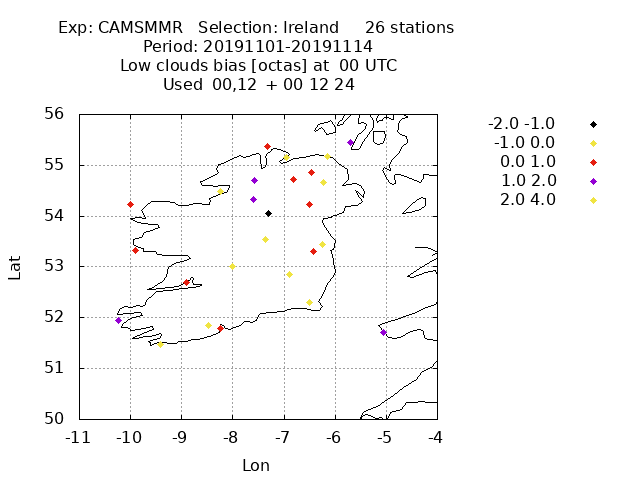 Exp: CAMSMMR Selection: Ireland 26 stations
Period: 20191101-20191114
Low clouds bias [octas] at 00 UTC
Used 00,12 + 00 12 24
56
55
54
53
52
51
50
-11 -10 -9 -8 -7 -6 -5 -4
Lat
Lon
-2.0 -1.0
-1.0 0.0
0.0 1.0
1.0 2.0
2.0 4.0